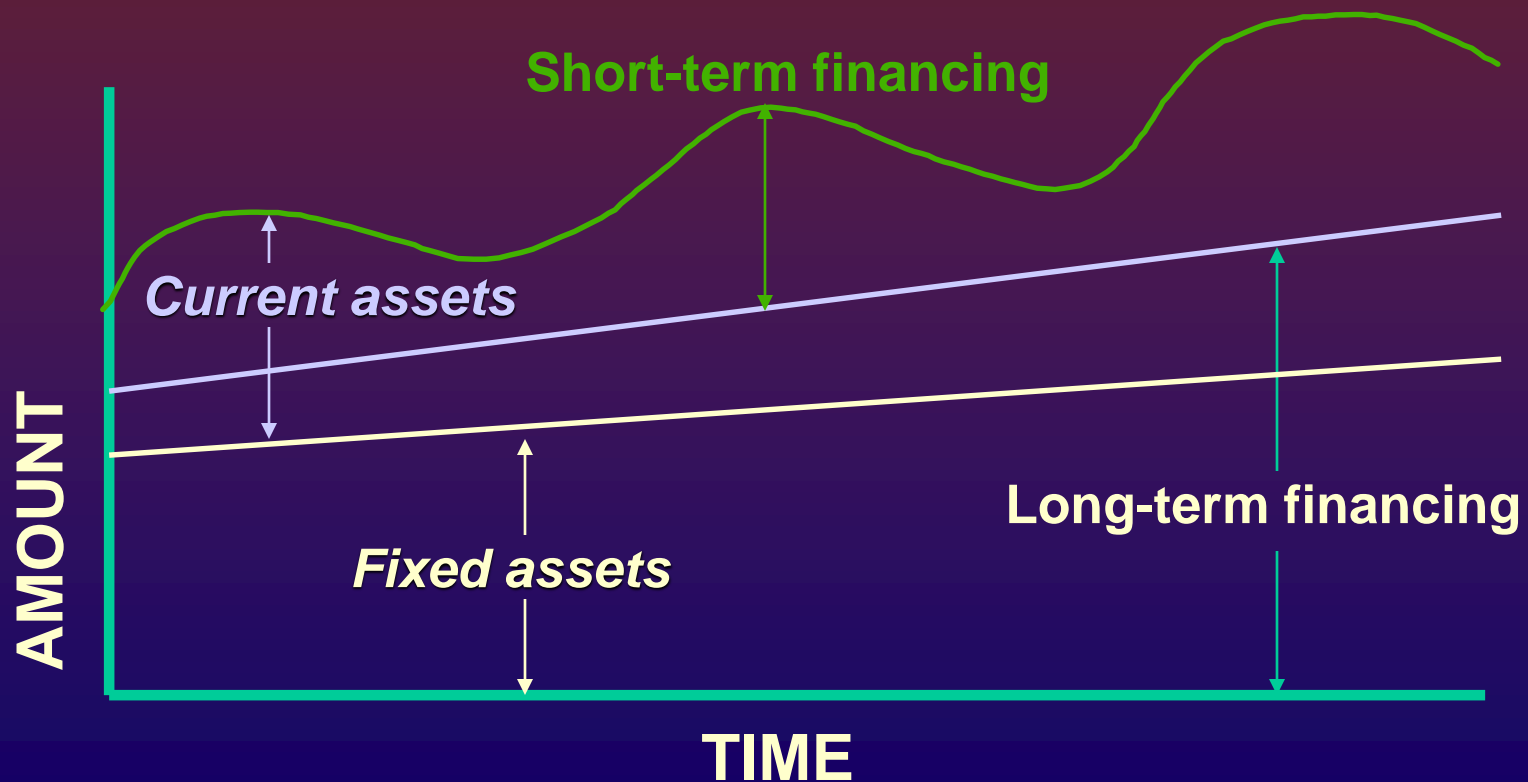 Short-term financing
Current assets
AMOUNT
Long-term financing
Fixed assets
TIME